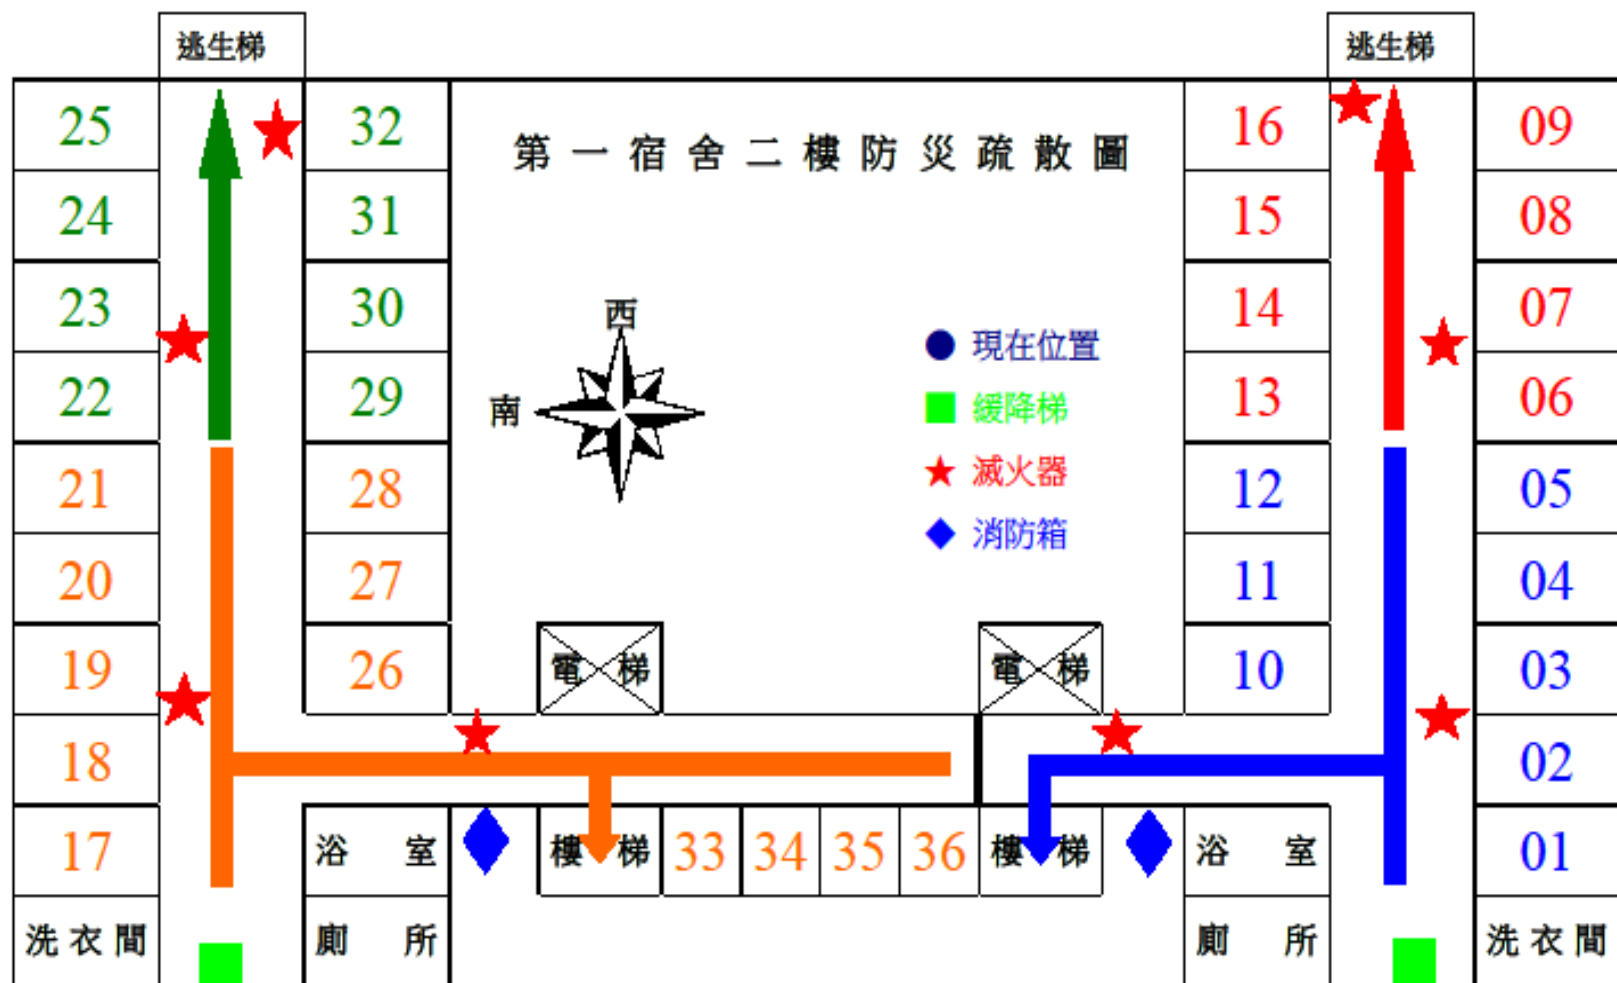 逃生梯 逃生梯
25 32 第一宿舍二樓防災疏散圖 16 09
24 31 15 08
23 30 西 14 07
● 現在位置
22 29 南 緩降梯 13 06
21 28 滅火器 12 05
消防箱
20 27 11 04
19 26 電梯 電梯 10 03
18 02
17 浴室 樓梯 33 34 35 36 樓梯 浴室 01
洗衣間 廁所 廁所 洗衣間